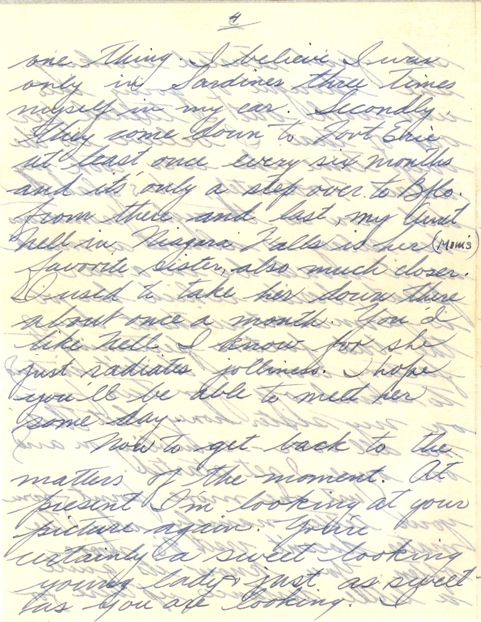 4
one thing. I believe I was
only in Sardines three times
myself in my car. Secondly
they come down to Fort Erie
at least once every six months
and it's only a step over to Bflo.
from there and last, my Aunt
Nell in Niagara Falls is her (Mom's)
favorite sister, also much closer.
I used to take her down there
about once a month. You'd
like Nell I know for she
just radiates jolliness. I hope
you'll be able to meet her
some day.
Now to get back to the
matters of the moment. At
present I'm looking at your
picture again. You're
certainly a sweet looking
young lady & just as sweet
as you are looking. I